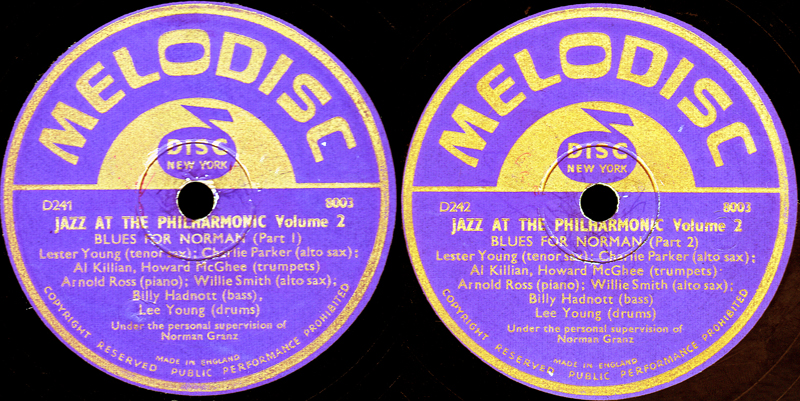 MELODISC
DISC
NEW YORK
D241 8003
JAZZ AT THE PHILHARMONIC Volume 2
BLUES FOR NORMAN (Part 1)
Lester Young (tenor sax); Charlie Parker (alto sax);
Al Killian, Howard McGhee (trumpets)
Arnold Ross (piano); Willie Smith (alto sax),
Billy Hadnott (bass),
Lee Young (drums)
Under the personal supervision of
Norman Granz
MADE IN ENGLAND
COPYRIGHT RESERVED PUBLIC PERFORMANCE PROHIBITED
MELODISC
DISC
NEW YORK
D242 8003
JAZZ AT THE PHILHARMONIC Volume 2
BLUES FOR NORMAN (Part 2)
Lester Young (tenor sax); Charlie Parker (alto sax);
Al Killian, Howard McGhee (trumpets)
Arnold Ross (piano); Willie Smith (alto sax);
Billy Hadnott (bass)
Lee Young (drums)
Under the personal supervision of
Norman Granz
MADE IN ENGLAND
COPYRIGHT RESERVED PUBLIC PERFORMANCE PROHIBITED